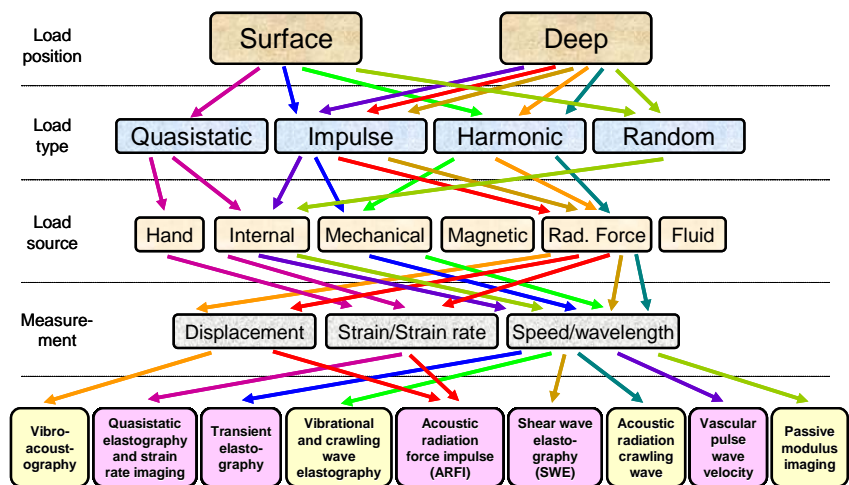 Load
position
Surface
Deep
Load
type
Quasistatic
Impulse
Harmonic
Random
Load
source
Hand
Internal
Mechanical
Magnetic
Rad. Force
Fluid
Measure-
ment
Displacement
Strain/Strain rate
Speed/wavelength
Vibro-
acoust-
ography
Quasistatic
elastography
and strain
rate imaging
Transient
elasto-
graphy
Vibrational
and crawling
wave
elastography
Acoustic
radiation
force impulse
(ARFI)
Shear wave
elasto-
graphy
(SWE)
Acoustic
radiation
crawling
wave
Vascular
pulse
wave
velocity
Passive
modulus
imaging